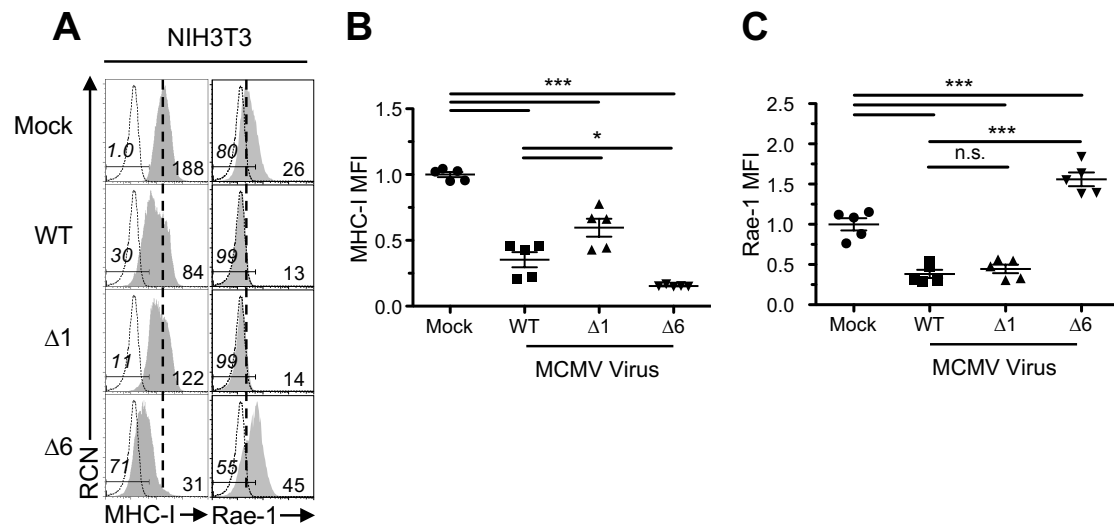 A
NIH3T3
Mock
1.0
188
80
26
WT
30
84
99
13
Δ1
11
122
99
14
Δ6
71
31
55
45
RCN
MHC-I
Rae-1
B
***
*
MHC-I MFI
1.5
1.0
0.5
0.0
Mock
WT
Δ1
Δ6
MCMV Virus
C
***
***
n.s.
Rae-1 MFI
2.5
2.0
1.5
1.0
0.5
0.0
Mock
WT
Δ1
Δ6
MCMV Virus